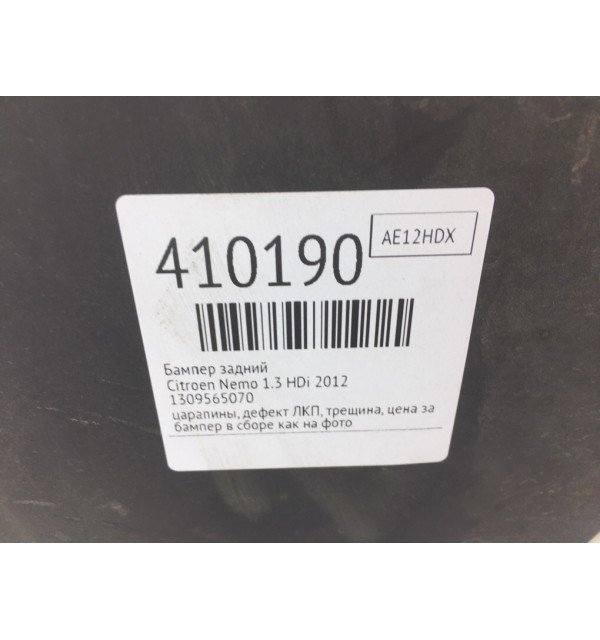 410190
AE12HDX
Бампер задний
Citroen Nemo 1.3 HDi 2012
1309565070
царапины, дефект ЛКП, трещина, цена за
бампер в сборе как на фото